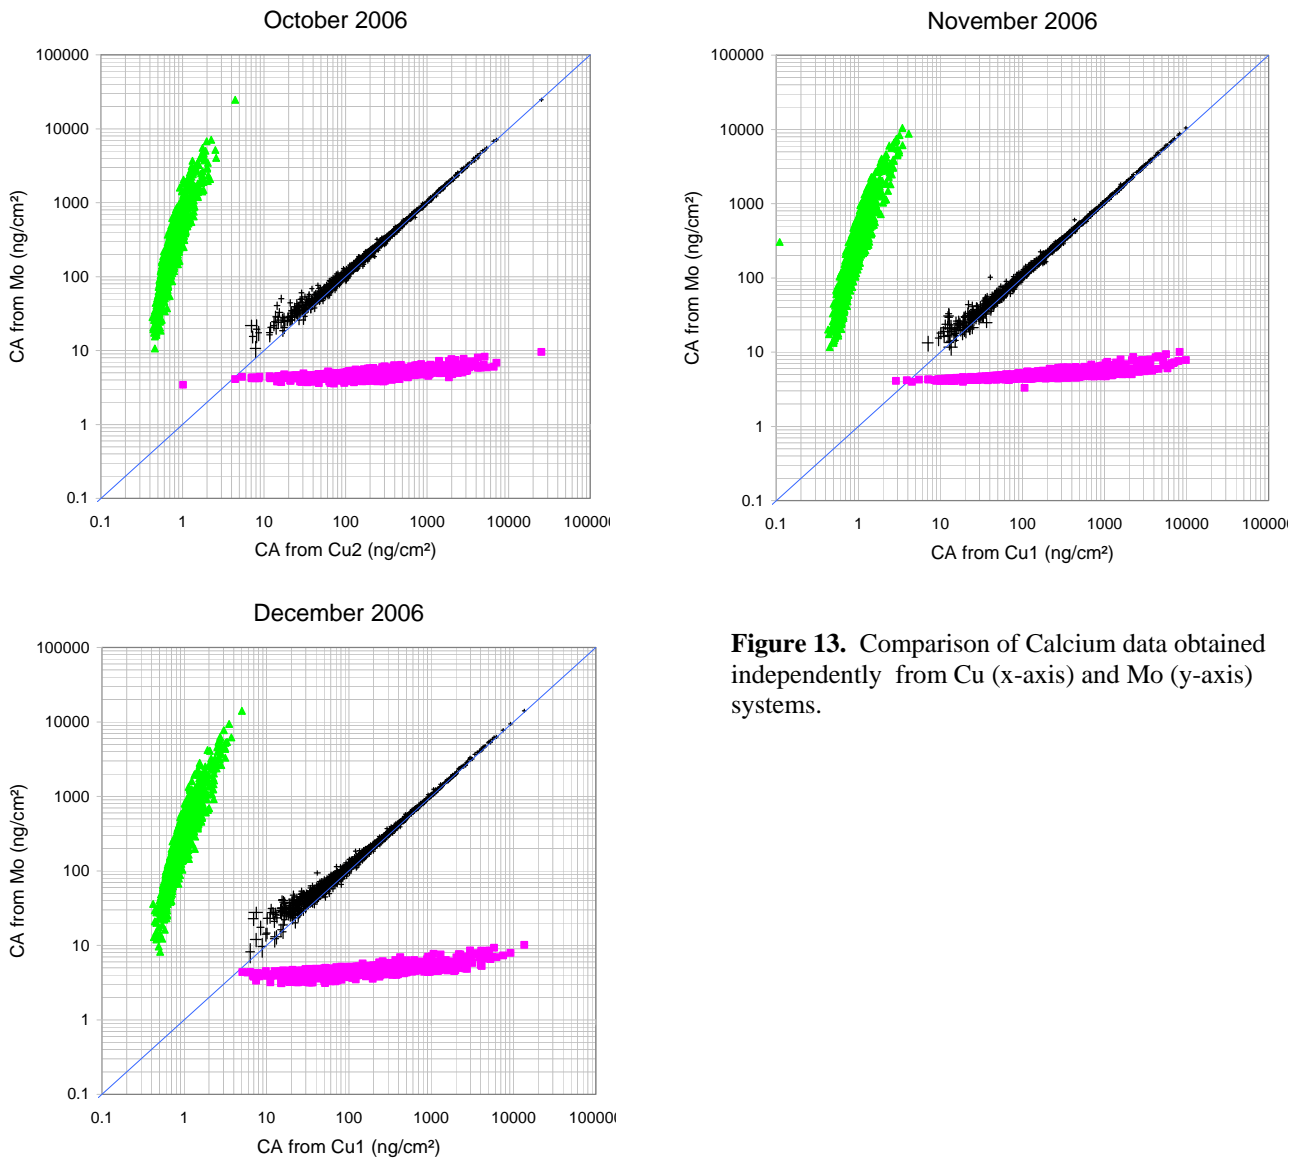 October 2006
100000
10000
1000
100
10
1
0.1
0.1 1 10 100 1000 10000 100000
CA from Mo (ng/cm²)
CA from Cu2 (ng/cm²)
November 2006
100000
10000
1000
100
10
1
0.1
0.1 1 10 100 1000 10000 100000
CA from Mo (ng/cm²)
CA from Cu1 (ng/cm²)
December 2006
100000
10000
1000
100
10
1
0.1
0.1 1 10 100 1000 10000 100000
CA from Mo (ng/cm²)
CA from Cu1 (ng/cm²)
Figure 13. Comparison of Calcium data obtained
independently from Cu (x-axis) and Mo (y-axis)
systems.